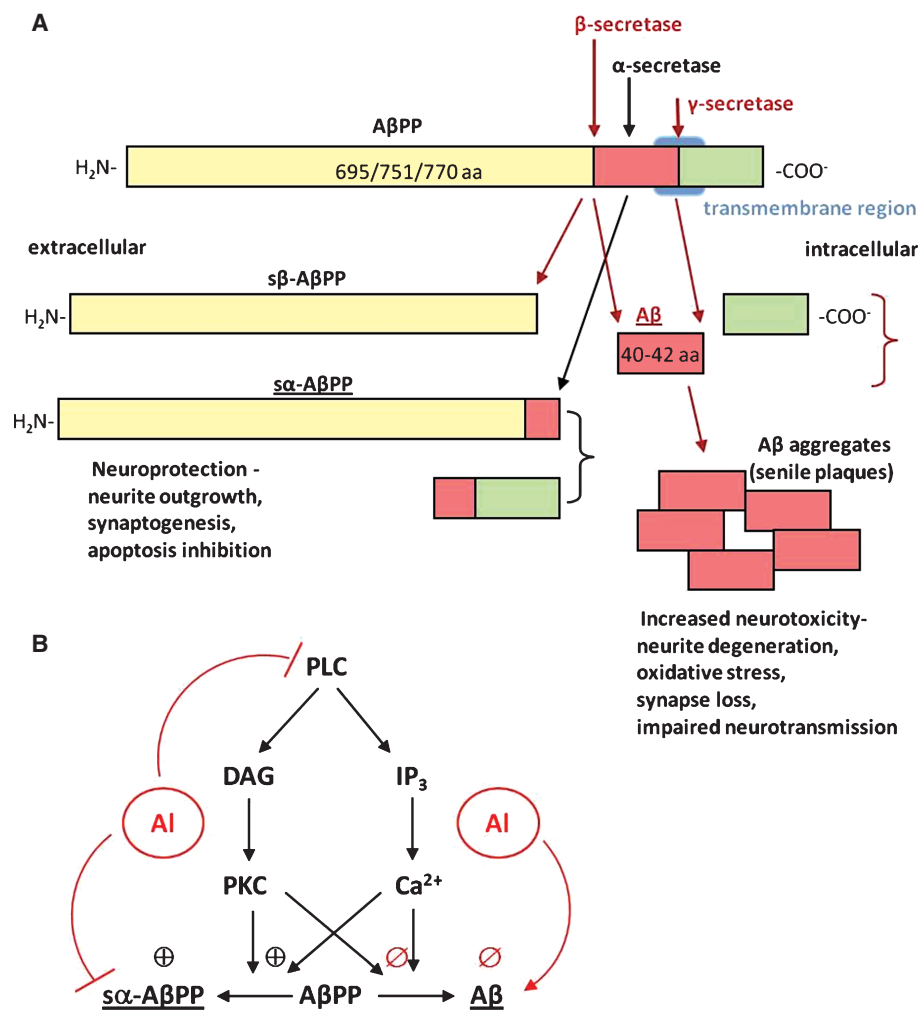 A
β-secretase
α-secretase
γ-secretase
AβPP
H₂N-
695/751/770 aa
-COO⁻
transmembrane region
extracellular
intracellular
sβ-AβPP
H₂N-
Aβ
-COO⁻
40-42 aa
sα-AβPP
H₂N-
Aβ aggregates
(senile plaques)
Neuroprotection -
neurite outgrowth,
synaptogenesis,
apoptosis inhibition
Increased neurotoxicity-
neurite degeneration,
oxidative stress,
synapse loss,
impaired neurotransmission
B
PLC
DAG
IP₃
Al
Al
PKC
Ca²⁺
⊕ ⊕ ∅ ∅
sα-AβPP
AβPP
Aβ